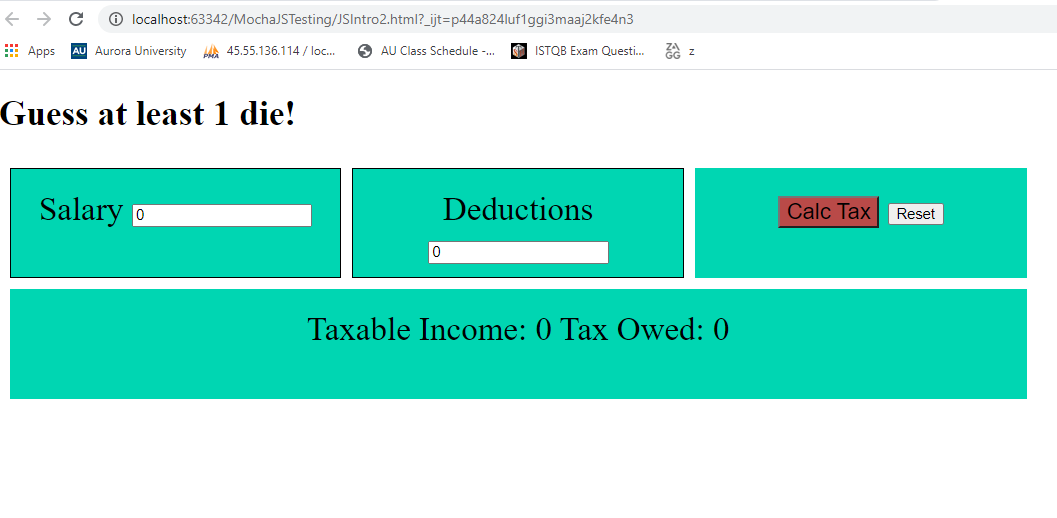 localhost:63342/MochaJSTesting/JSIntro2.html?_ijt=p44a824luf1ggi3maaj2kfe4n3
Apps AU Aurora University PMA 45.55.136.114 / loc... AU Class Schedule -... ISTQB Exam Questi... ZAGG z
Guess at least 1 die!
Salary 0
Deductions
0
Calc Tax Reset
Taxable Income: 0 Tax Owed: 0